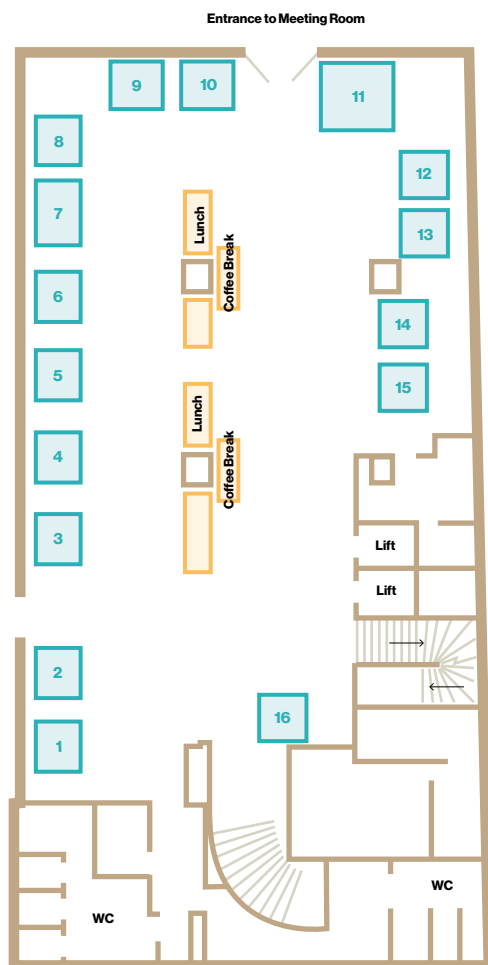 Entrance to Meeting Room
9
10
11
8
12
7
Lunch
13
Coffee Break
6
14
5
15
Lunch
4
Coffee Break
3
Lift
Lift
2
16
1
WC
WC